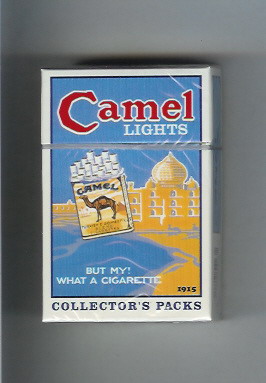 Camel
LIGHTS
CAMEL
BUT MY!
WHAT A CIGARETTE
1915
COLLECTOR'S PACKS